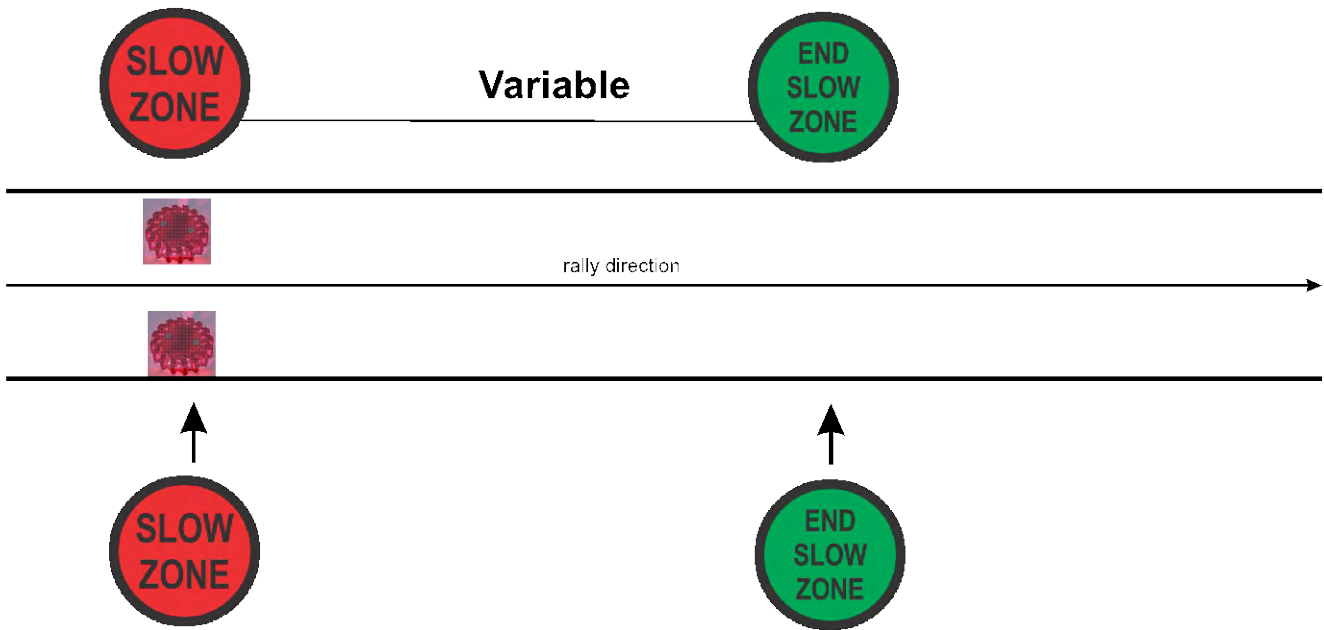 SLOW
ZONE
Variable
END
SLOW
ZONE
rally direction
SLOW
ZONE
END
SLOW
ZONE